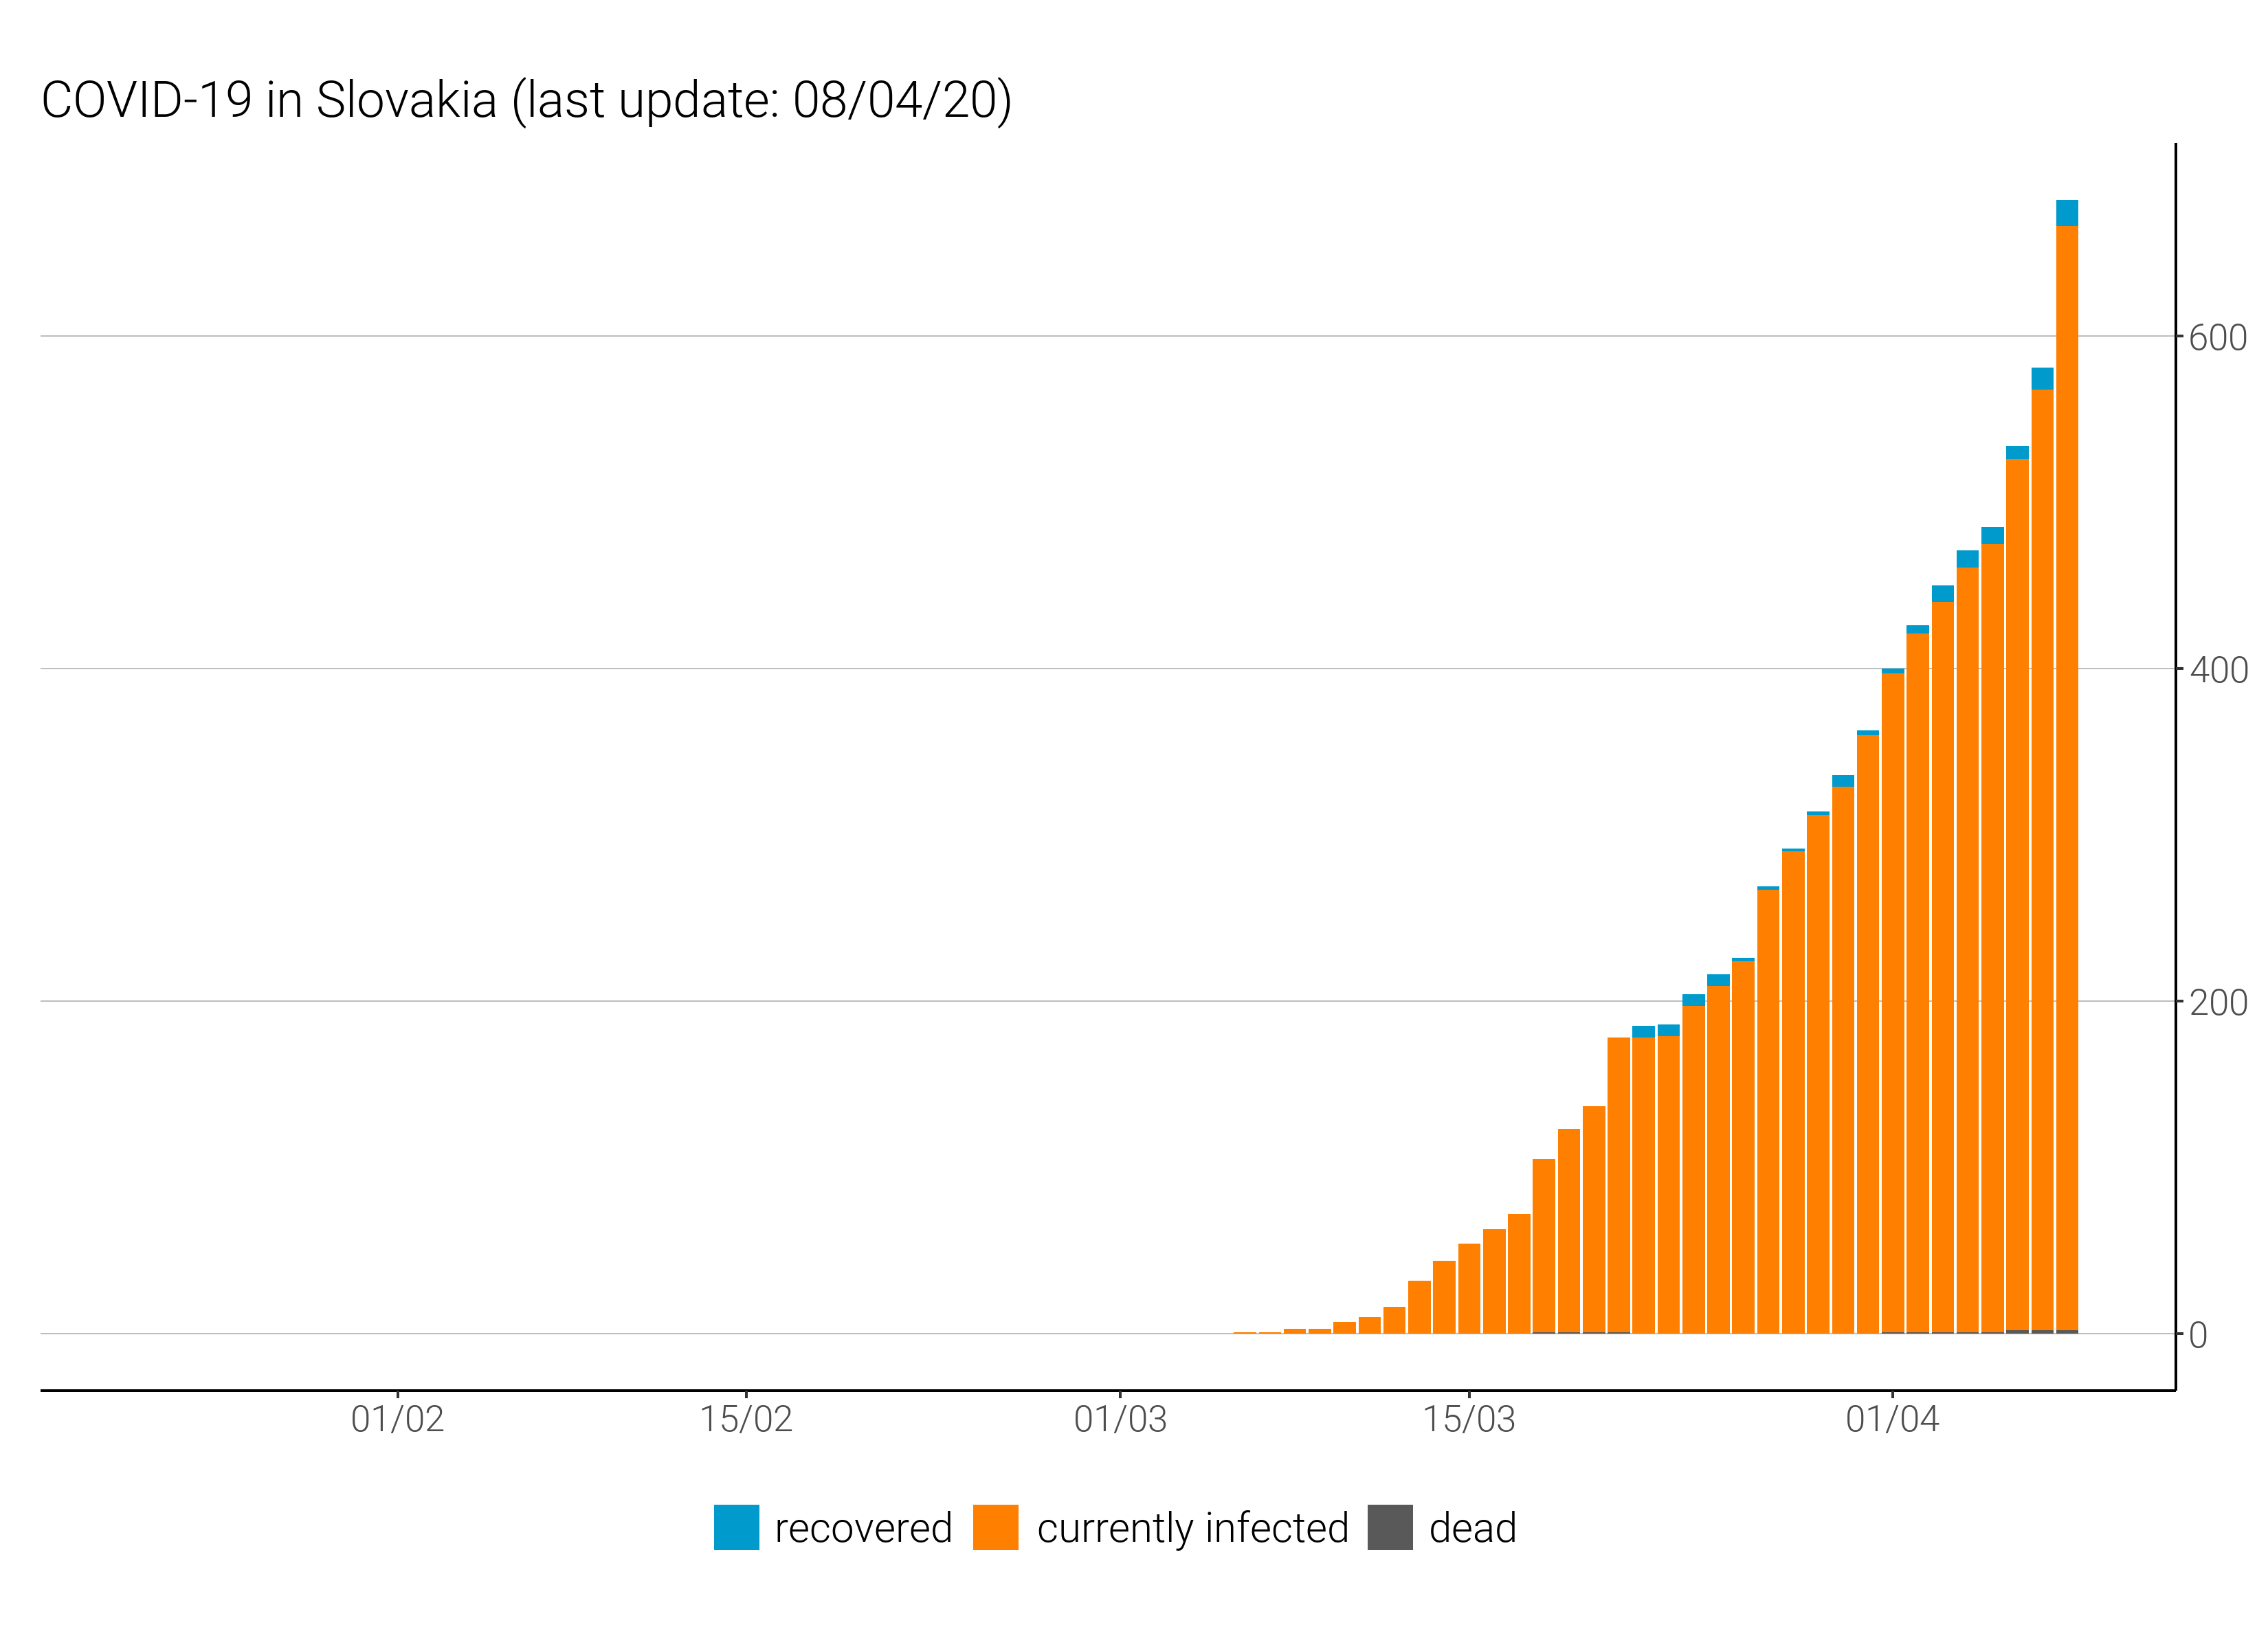 COVID-19 in Slovakia (last update: 08/04/20)
600
400
200
0
01/02 15/02 01/03 15/03 01/04
recovered currently infected dead